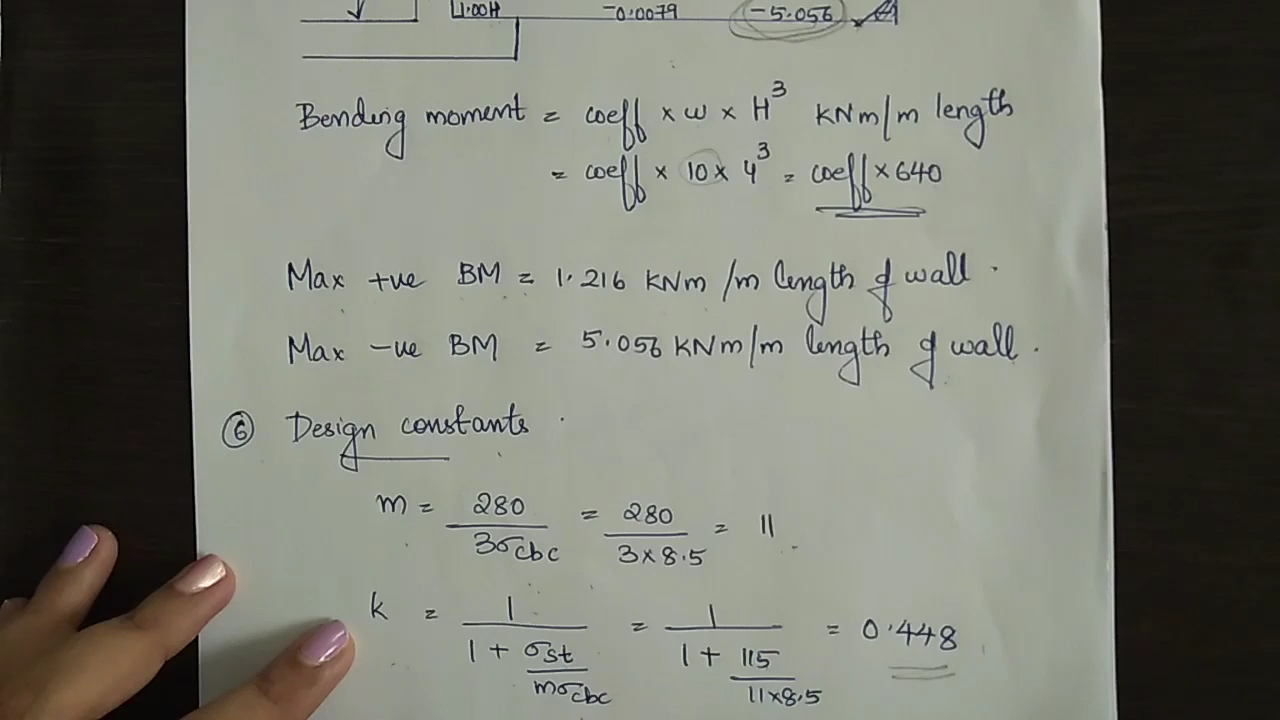 1.00H -0.0079 -5.056
Bending moment = coeff × w × H³ KNm/m length
= coeff × 10 × 4³ = coeff × 640
Max +ve BM = 1.216 KNm/m length of wall.
Max -ve BM = 5.056 KNm/m length of wall.
⑥ Design constants.
m = 280/3σcbc = 280/3×8.5 = 11
k = 1/(1 + σst/mσcbc) = 1/(1 + 115/11×8.5) = 0.448